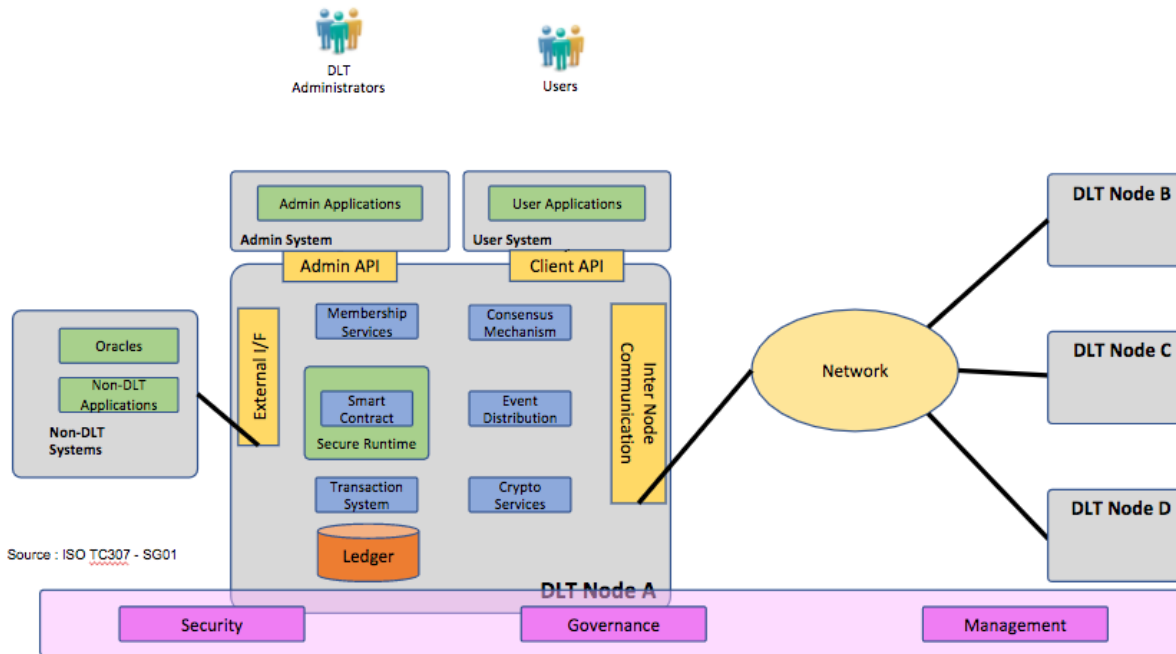 DLT
Administrators
Users
Admin Applications
Admin System
User Applications
User System
DLT Node B
Admin API
Client API
Membership
Services
Consensus
Mechanism
Oracles
Non-DLT
Applications
Non-DLT
Systems
External I/F
Smart
Contract
Secure Runtime
Event
Distribution
Inter Node
Communication
Network
DLT Node C
Transaction
System
Crypto
Services
DLT Node D
Source : ISO TC307 - SG01
Ledger
DLT Node A
Security
Governance
Management